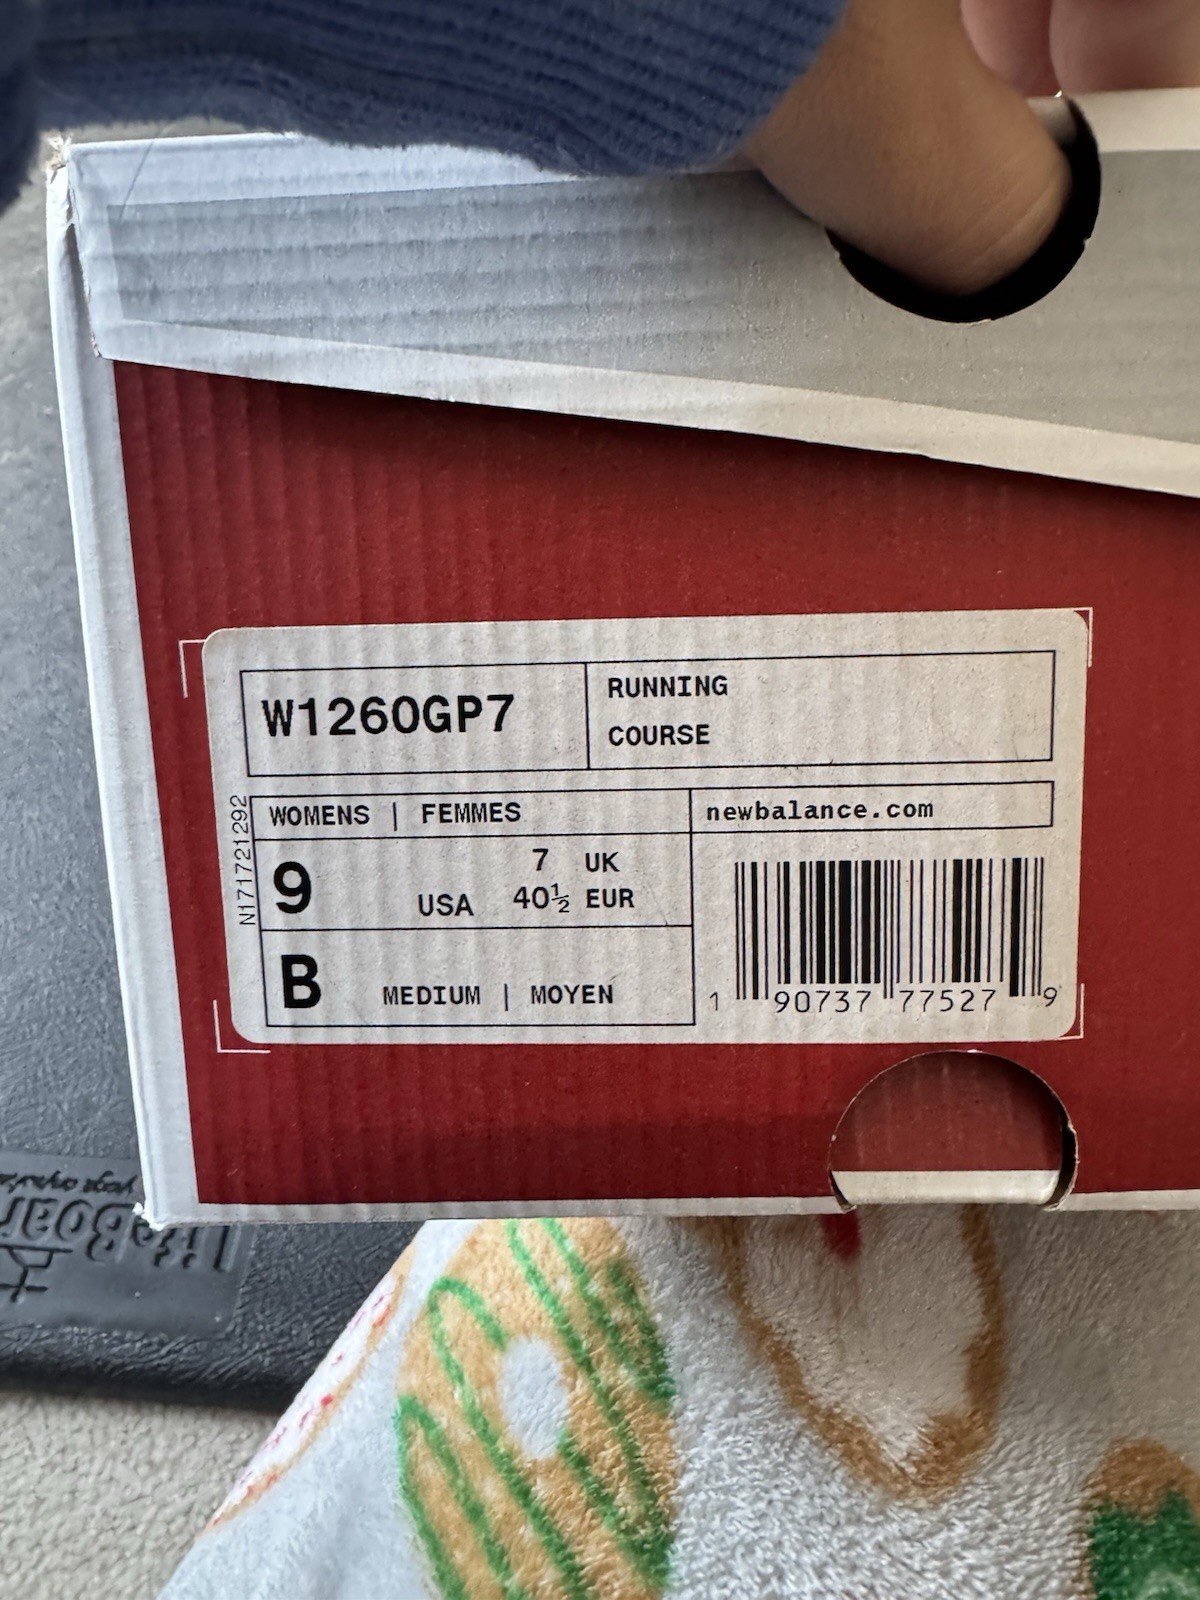 W1260GP7
RUNNING
COURSE
N171721292
WOMENS | FEMMES
newbalance.com
9 USA 7 UK
40½ EUR
B MEDIUM | MOYEN
1 90737 77527 9
LifeBoard